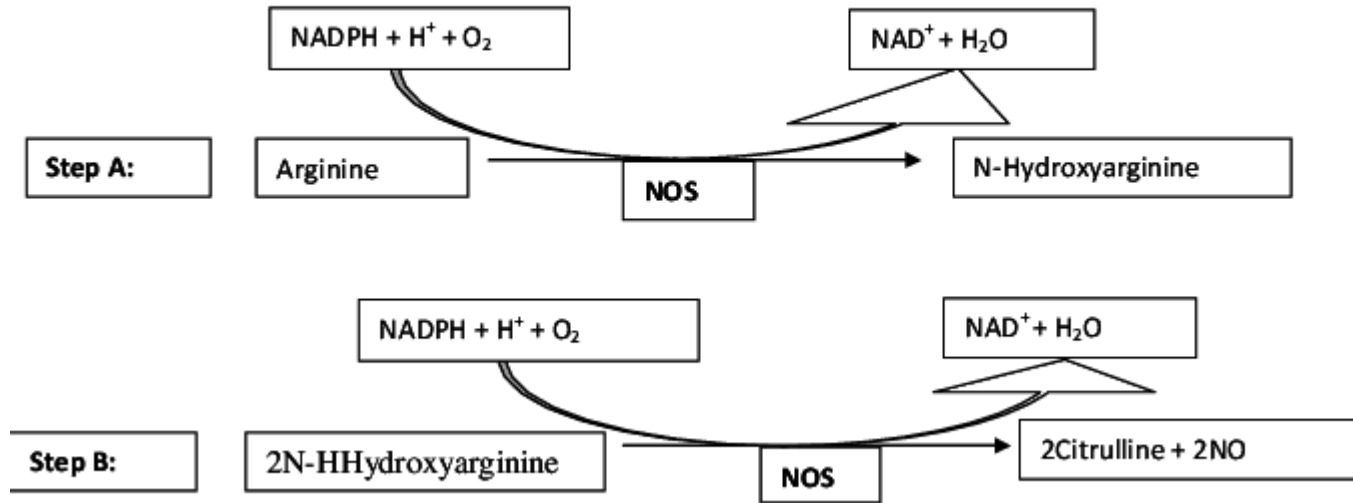 NADPH + H⁺ + O₂
NAD⁺ + H₂O
Step A:
Arginine
NOS
N-Hydroxyarginine
NADPH + H⁺ + O₂
NAD⁺ + H₂O
Step B:
2N-HHydroxyarginine
NOS
2Citrulline + 2NO